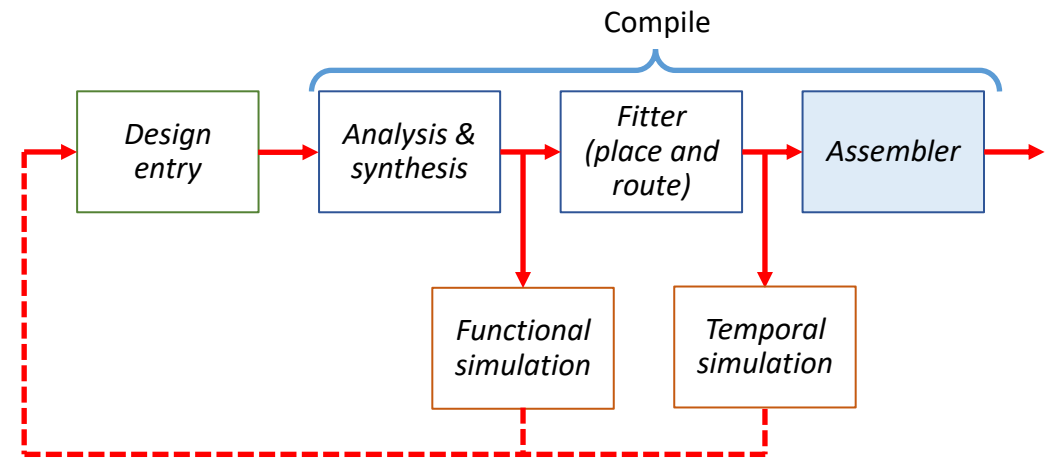 Compile
Design
entry
Analysis &
synthesis
Fitter
(place and
route)
Assembler
Functional
simulation
Temporal
simulation